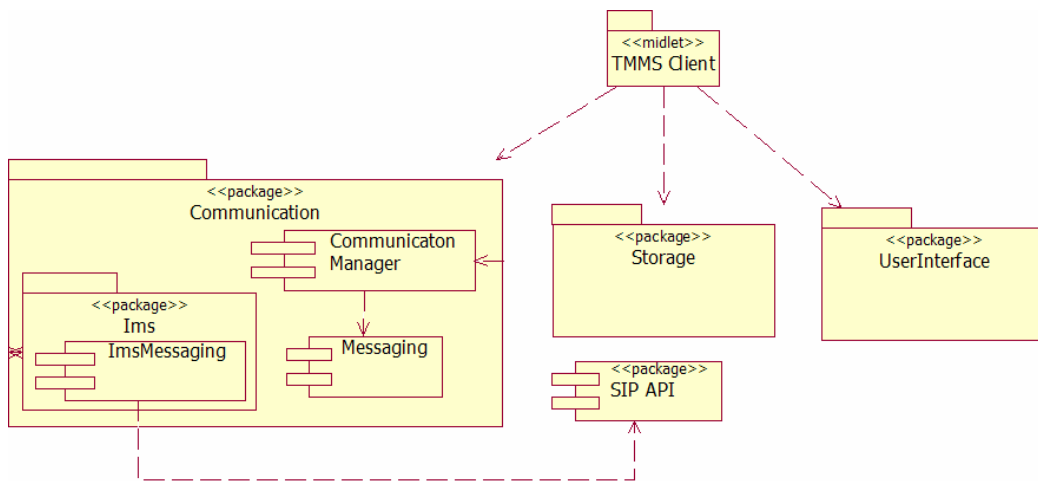 <<midlet>>
TMMS Client
<<package>>
Communication
Communicaton
Manager
<<package>>
Ims
ImsMessaging
Messaging
<<package>>
Storage
<<package>>
UserInterface
<<package>>
SIP API